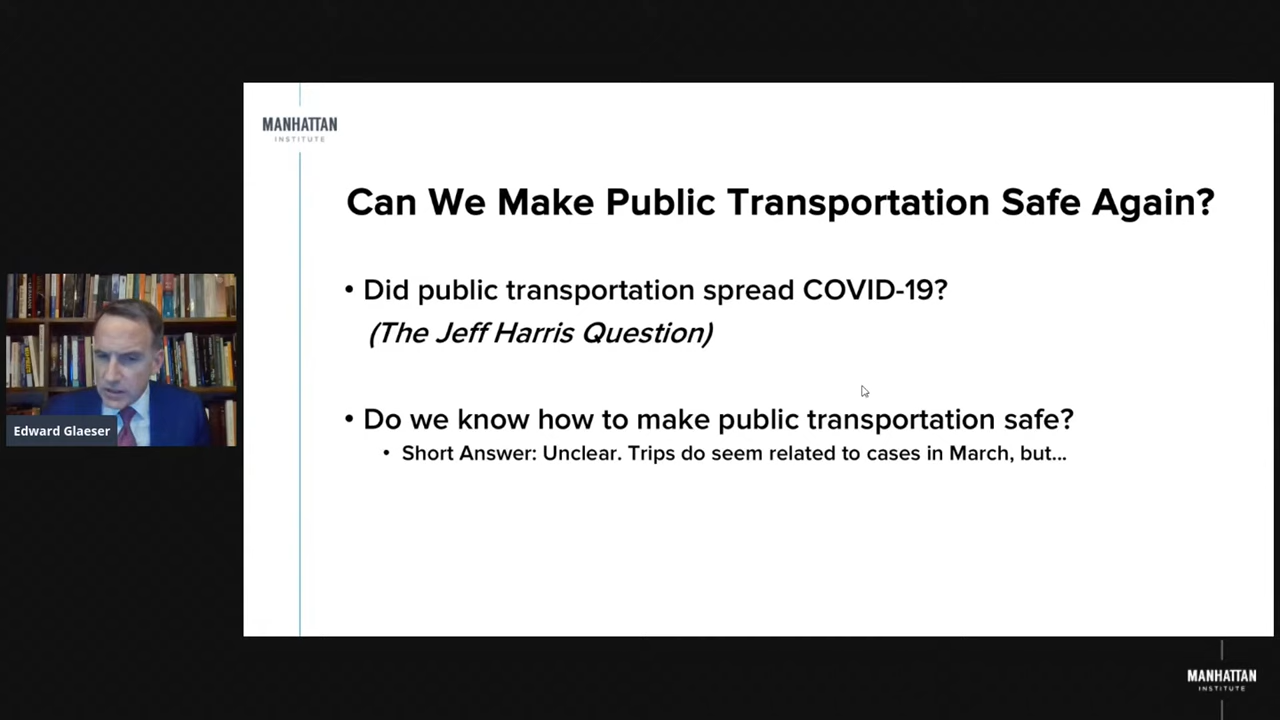 MANHATTAN
INSTITUTE
Can We Make Public Transportation Safe Again?
• Did public transportation spread COVID-19?
(The Jeff Harris Question)
• Do we know how to make public transportation safe?
• Short Answer: Unclear. Trips do seem related to cases in March, but...
Edward Glaeser
MANHATTAN
INSTITUTE